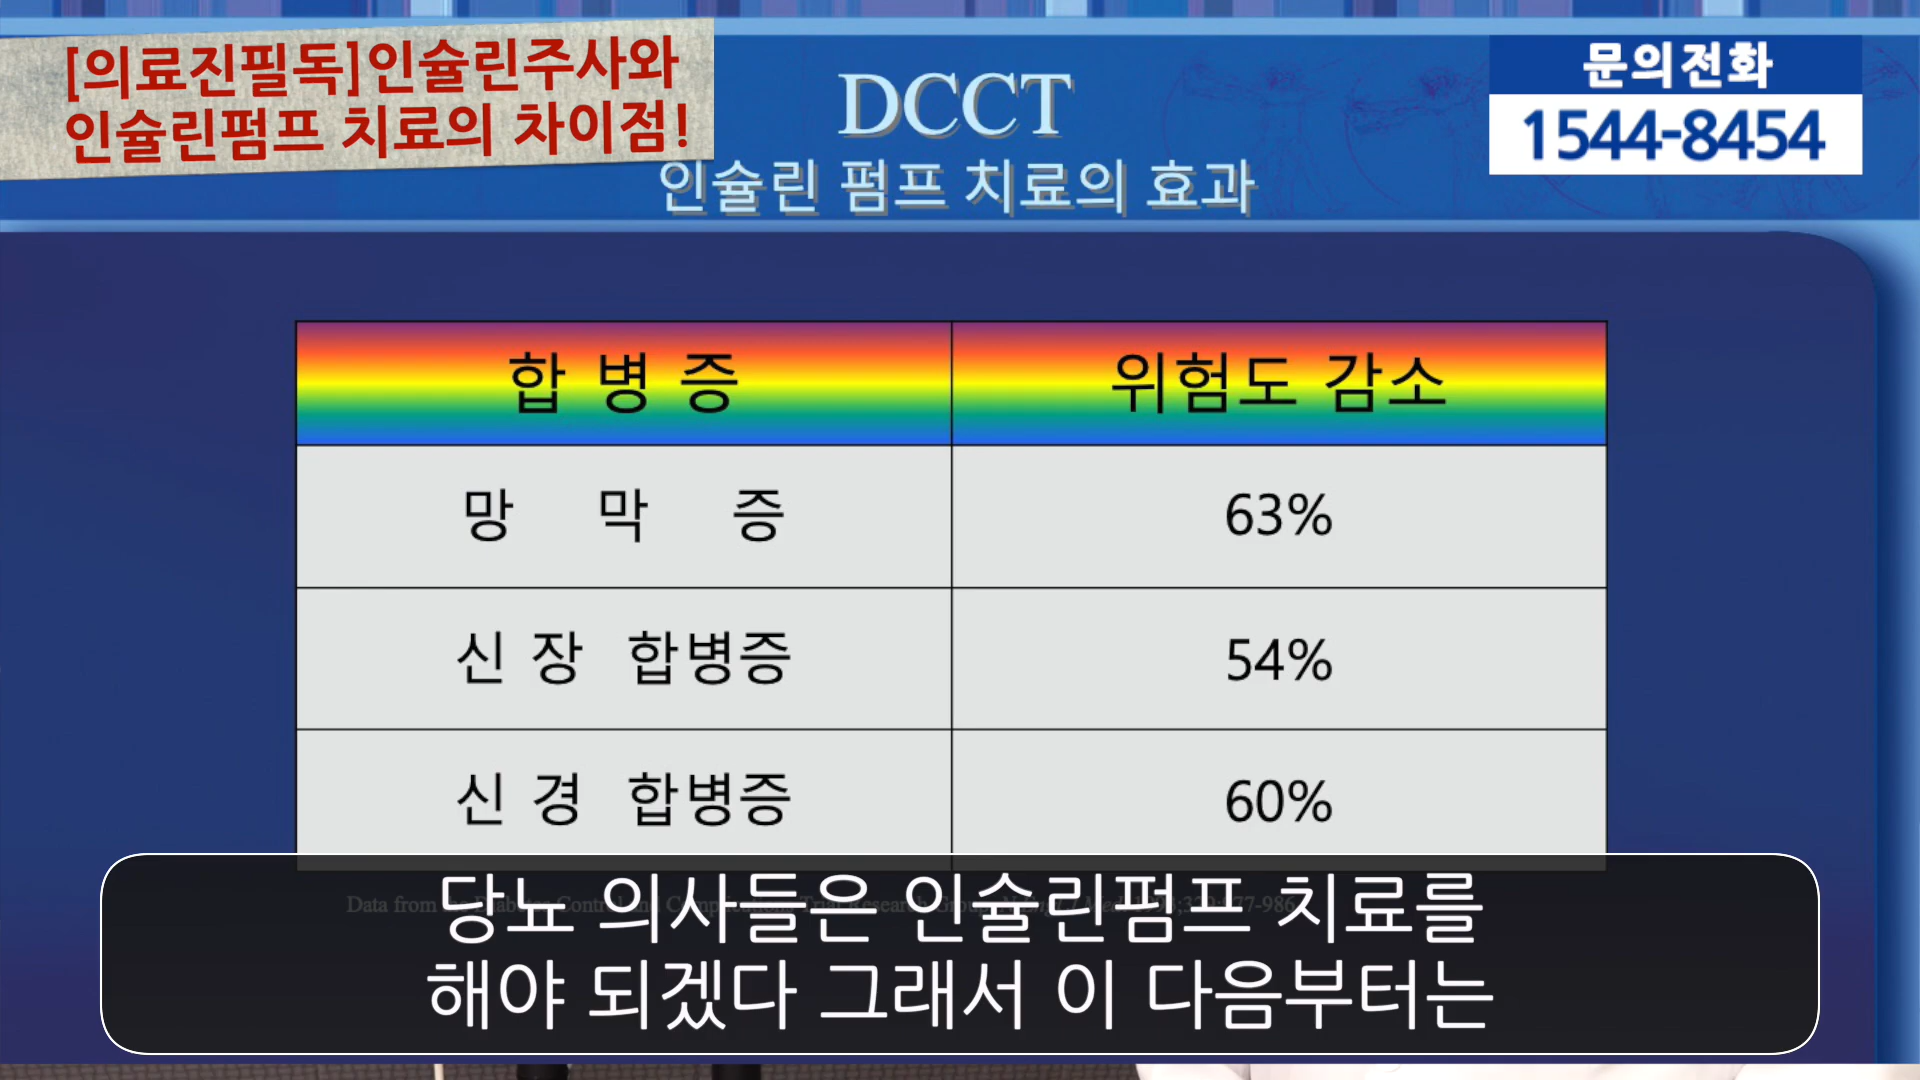 [의료진필독]인슐린주사와
인슐린펌프 치료의 차이점!
DCCT
인슐린 펌프 치료의 효과
문의전화
1544-8454
합 병 증 위험도 감소
망 막 증 63%
신 장 합병증 54%
신 경 합병증 60%
Data from
당뇨 의사들은 인슐린펌프 치료를
해야 되겠다 그래서 이 다음부터는